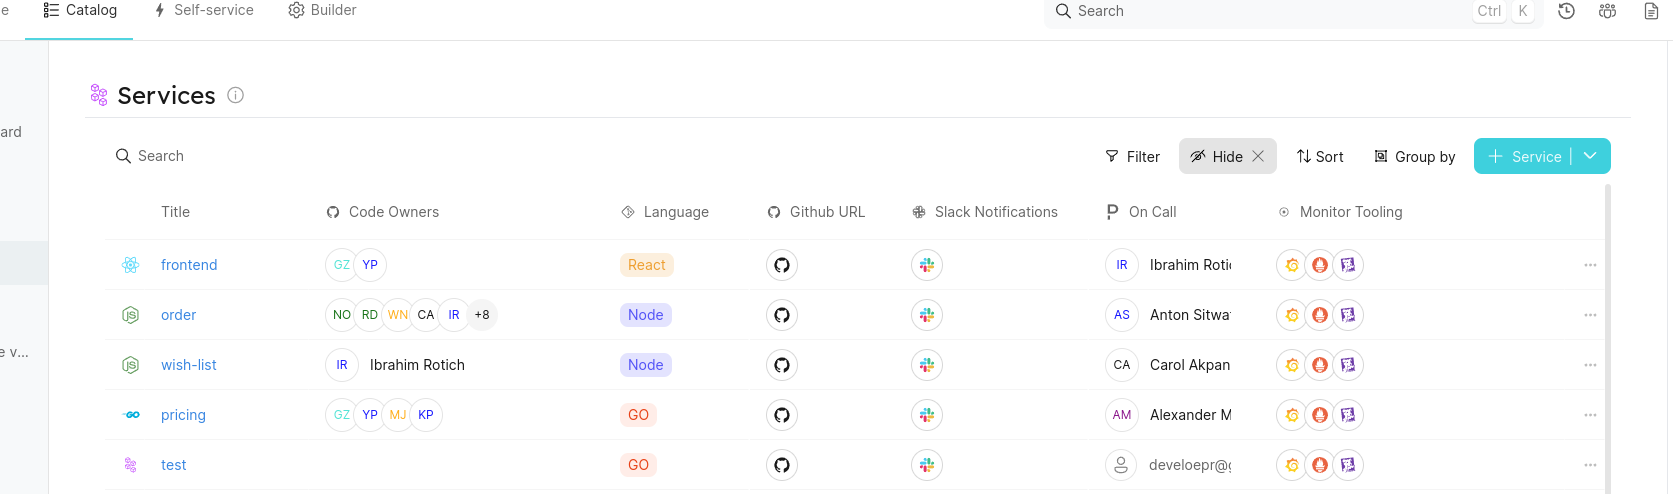 e Catalog Self-service Builder Search Ctrl K
Services
ard
Search Filter Hide Sort Group by Service
Title Code Owners Language Github URL Slack Notifications On Call Monitor Tooling
frontend GZ YP React IR Ibrahim Roti
order NO RD WN CA IR +8 Node AS Anton Sitwa
e v... wish-list IR Ibrahim Rotich Node CA Carol Akpan
GO pricing GZ YP MJ KP GO AM Alexander M
test GO develoepr@